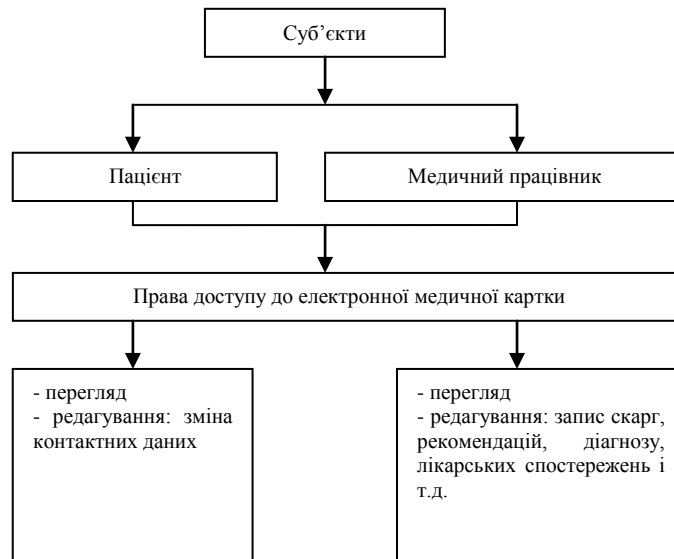 Суб’єкти
Пацієнт
Медичний працівник
Права доступу до електронної медичної картки
- перегляд
- редагування: зміна
контактних даних
- перегляд
- редагування: запис скарг,
рекомендацій, діагнозу,
лікарських спостережень і
т.д.